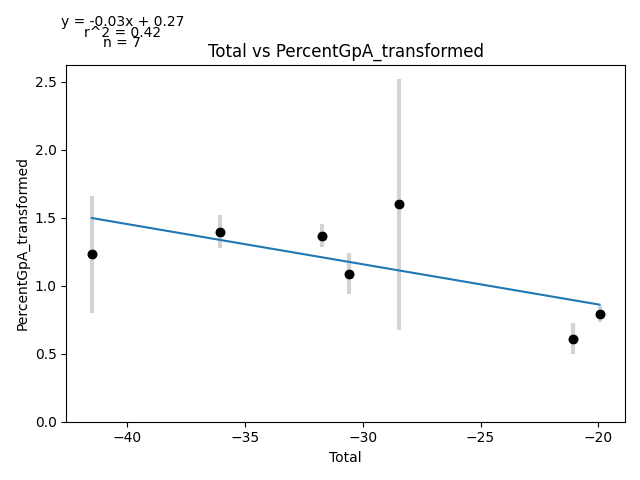 y = -0.03x + 0.27
r^2 = 0.42
n = 7
Total vs PercentGpA_transformed
PercentGpA_transformed
2.5
2.0
1.5
1.0
0.5
0.0
−40
−35
−30
−25
−20
Total